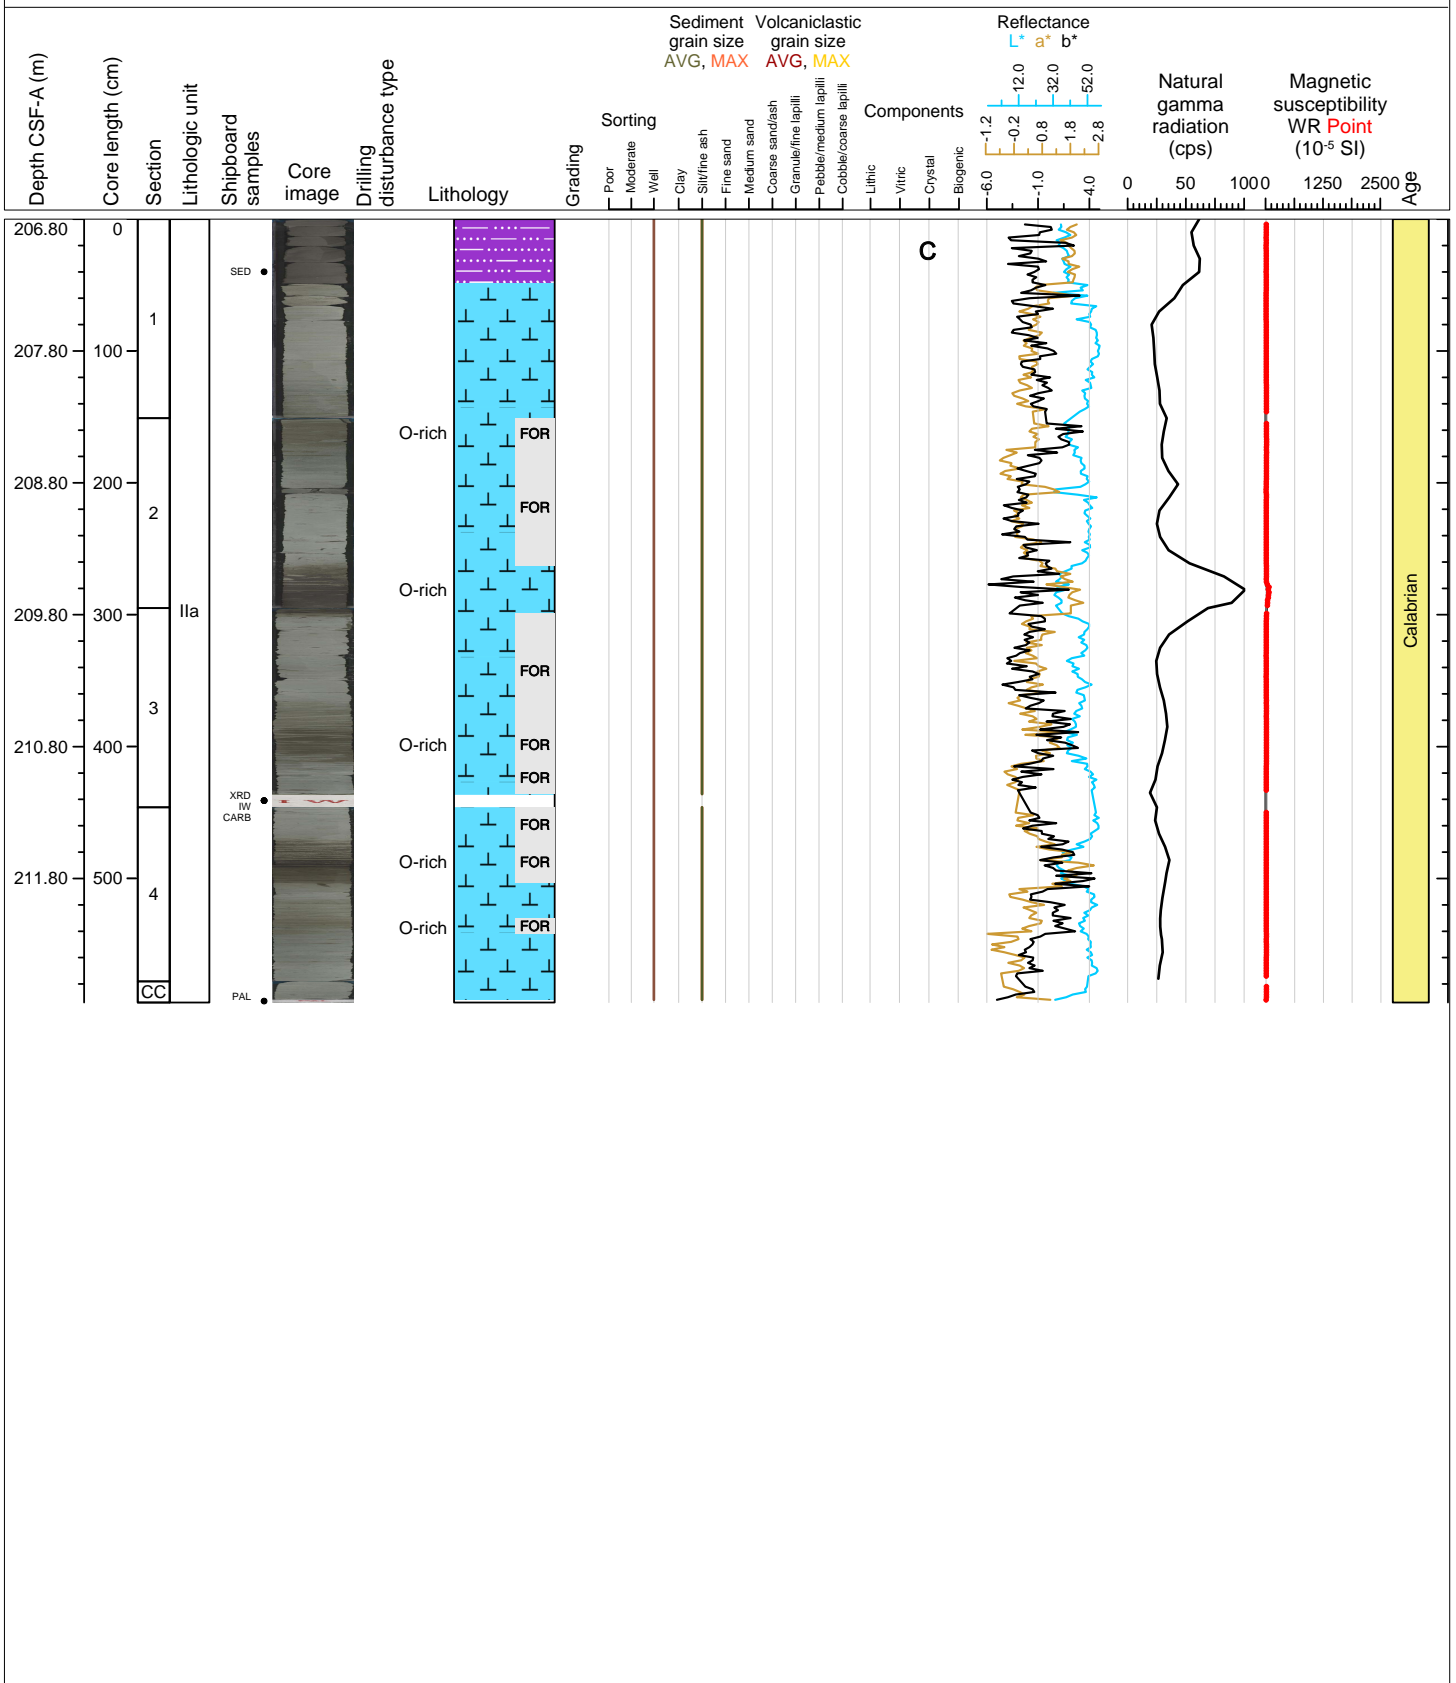 Depth CSF-A (m)
Core length (cm)
Section
Lithologic unit
Shipboard
samples
Core
image
Drilling
disturbance type
Lithology
Grading
Sorting
Poor
Moderate
Well
Sediment
grain size
AVG, MAX
Volcaniclastic
grain size
AVG, MAX
Clay
Silt/fine ash
Fine sand
Medium sand
Coarse sand/ash
Granule/fine lapilli
Pebble/medium lapilli
Cobble/coarse lapilli
Components
Lithic
Vitric
Crystal
Biogenic
Reflectance
L* a* b*
12.0 32.0 52.0
-1.2 -0.2 0.8 1.8 2.8
-6.0 -1.0 4.0
Natural
gamma
radiation
(cps)
0 50 100
Magnetic
susceptibility
WR Point
(10-5 SI)
0 1250 2500
Age
206.80 0
C
SED
1
207.80 100
O-rich FOR
208.80 200
FOR
2
O-rich
Calabrian
209.80 300
IIa
FOR
3
210.80 400
O-rich FOR
FOR
XRD
IW
CARB
I W
FOR
O-rich FOR
211.80 500
4
O-rich FOR
CC
PAL